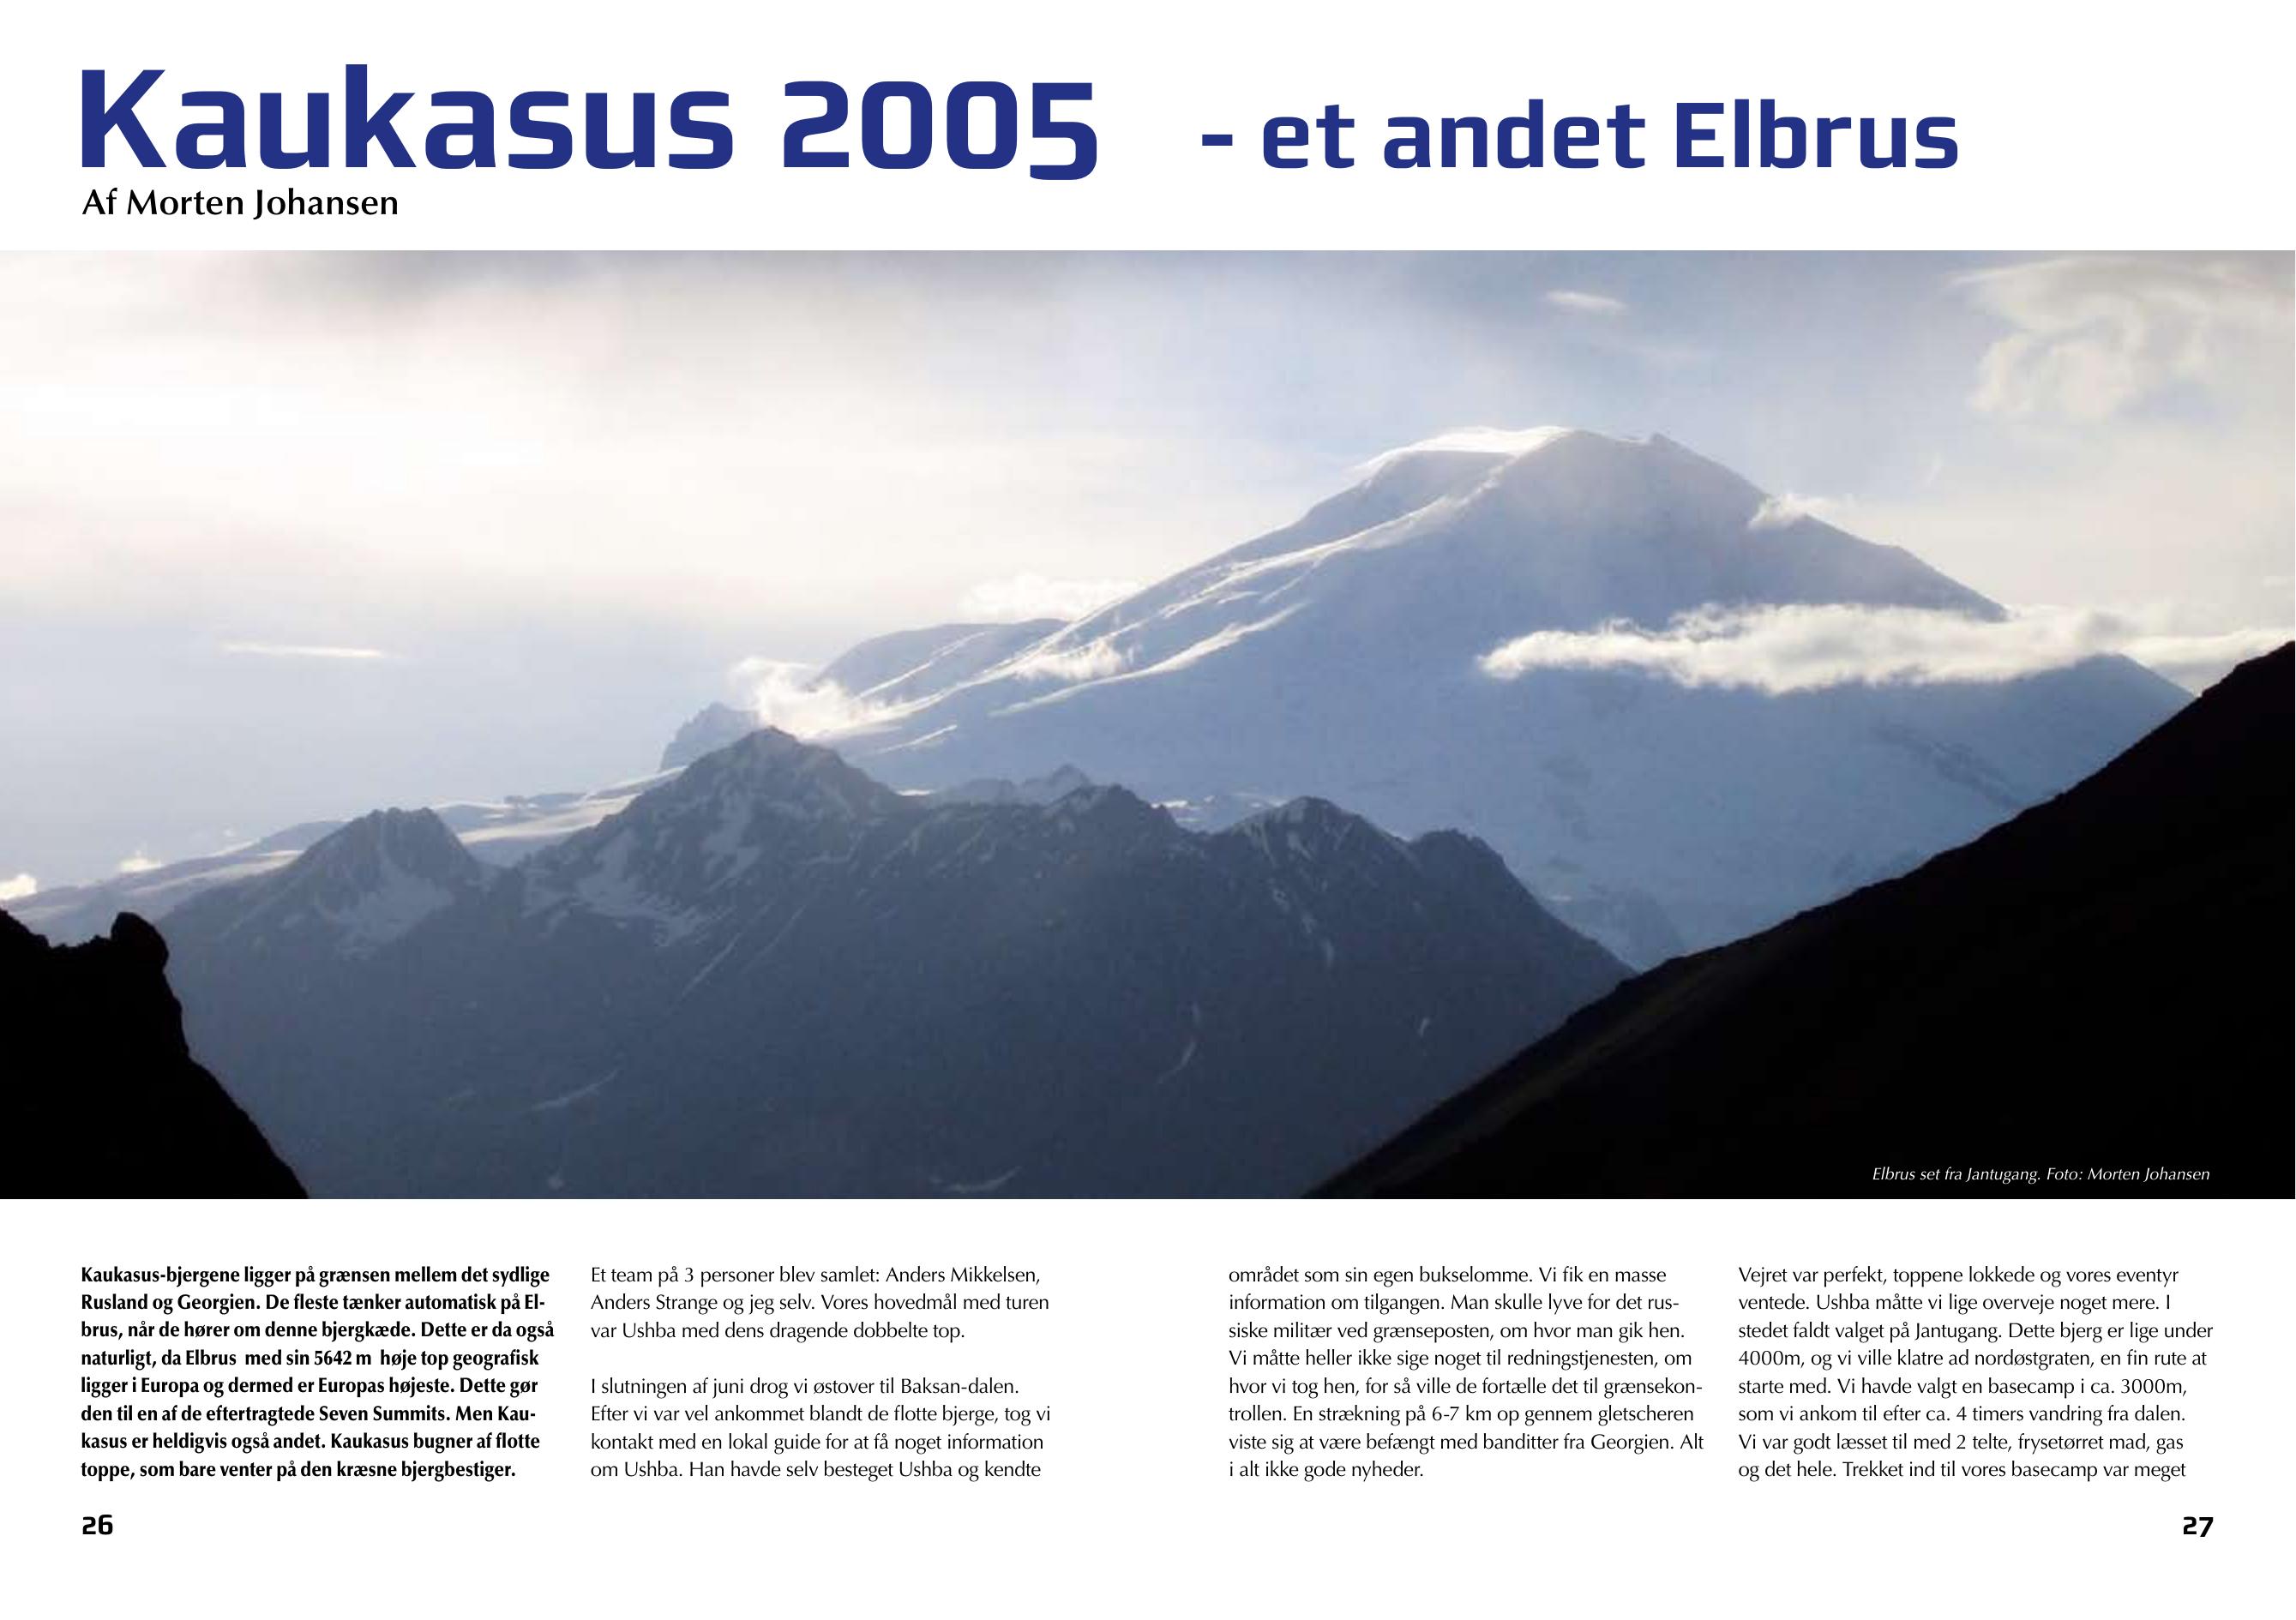 Kaukasus 2005 - et andet Elbrus
Af Morten Johansen
Elbrus set fra Jantugang. Foto: Morten Johansen
Kaukasus-bjergene ligger på grænsen mellem det sydlige
Rusland og Georgien. De fleste tænker automatisk på El-
brus, når de hører om denne bjergkæde. Dette er da også
naturligt, da Elbrus  med sin 5642 m  høje top geografisk
ligger i Europa og dermed er Europas højeste. Dette gør
den til en af de eftertragtede Seven Summits. Men Kau-
kasus er heldigvis også andet. Kaukasus bugner af flotte
toppe, som bare venter på den kræsne bjergbestiger.
Et team på 3 personer blev samlet: Anders Mikkelsen,
Anders Strange og jeg selv. Vores hovedmål med turen
var Ushba med dens dragende dobbelte top.
I slutningen af juni drog vi østover til Baksan-dalen.
Efter vi var vel ankommet blandt de flotte bjerge, tog vi
kontakt med en lokal guide for at få noget information
om Ushba. Han havde selv besteget Ushba og kendte
området som sin egen bukselomme. Vi fik en masse
information om tilgangen. Man skulle lyve for det rus-
siske militær ved grænseposten, om hvor man gik hen.
Vi måtte heller ikke sige noget til redningstjenesten, om
hvor vi tog hen, for så ville de fortælle det til grænsekon-
trollen. En strækning på 6-7 km op gennem gletscheren
viste sig at være befængt med banditter fra Georgien. Alt
i alt ikke gode nyheder.
Vejret var perfekt, toppene lokkede og vores eventyr
ventede. Ushba måtte vi lige overveje noget mere. I
stedet faldt valget på Jantugang. Dette bjerg er lige under
4000m, og vi ville klatre ad nordøstgraten, en fin rute at
starte med. Vi havde valgt en basecamp i ca. 3000m,
som vi ankom til efter ca. 4 timers vandring fra dalen.
Vi var godt læsset til med 2 telte, frysetørret mad, gas
og det hele. Trekket ind til vores basecamp var meget
26
27